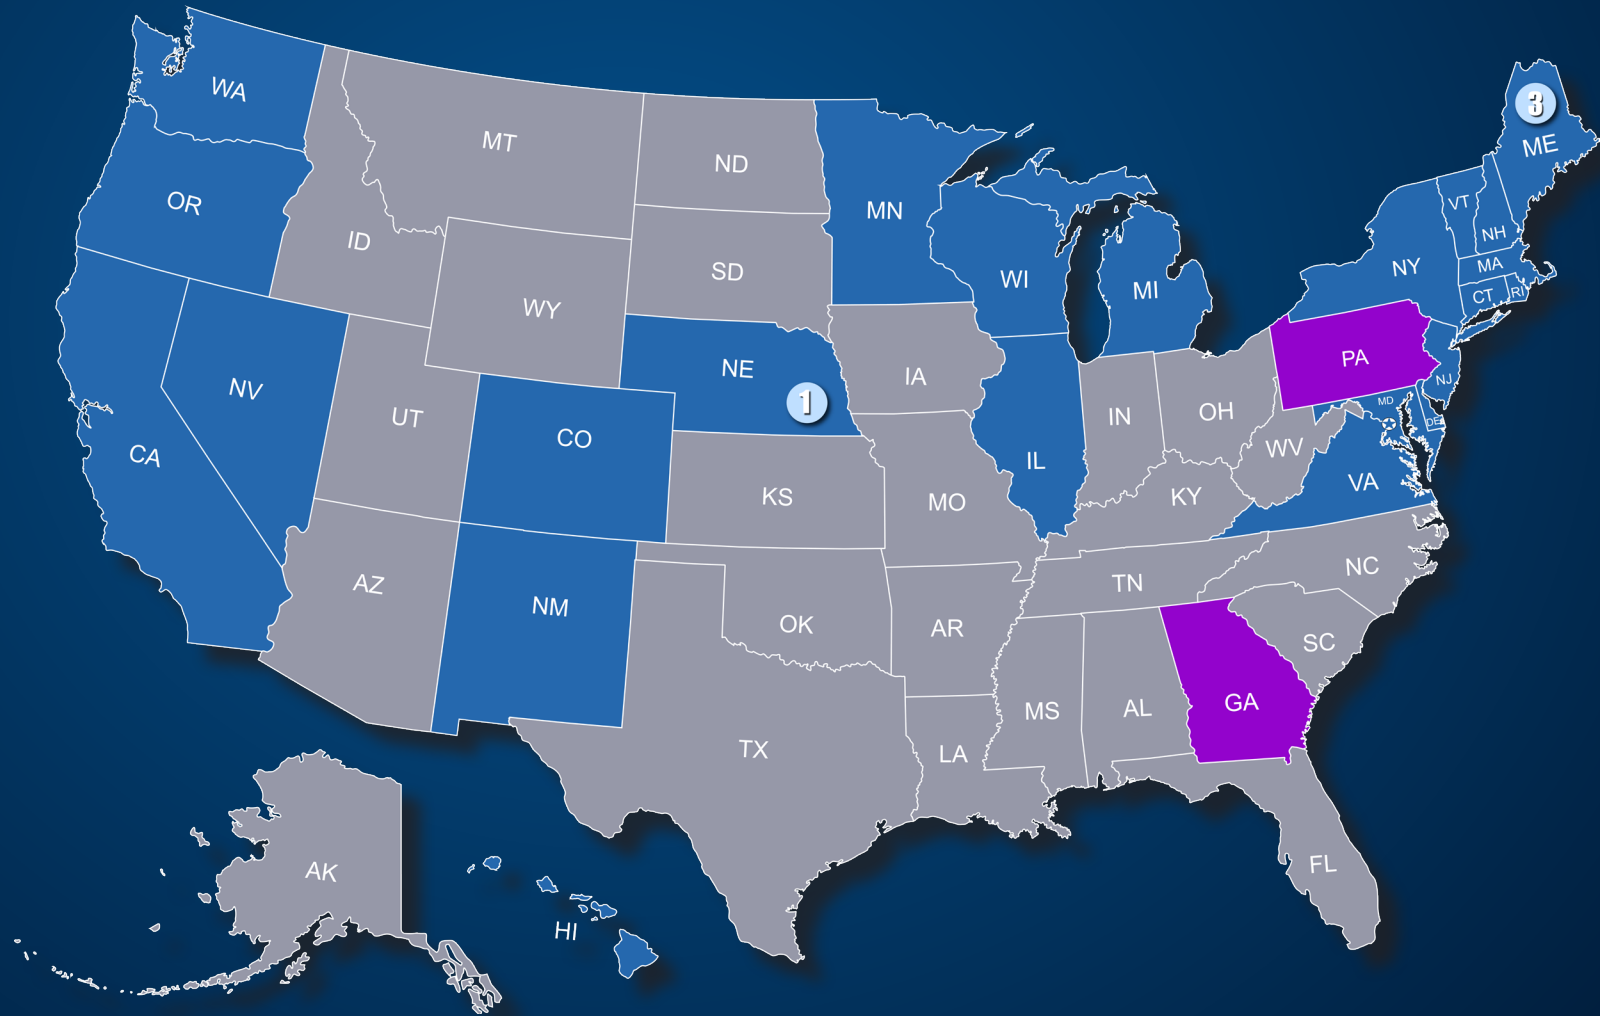 WA
MT
ND
OR
ID
MN
SD
WY
WI
MI
3
ME
VT
NH
NY
MA
CT
RI
NV
UT
CO
NE
1
IA
IL
IN
OH
PA
NJ
MD
DE
CA
KS
MO
KY
WV
VA
AZ
NM
OK
AR
TN
NC
TX
LA
MS
AL
GA
SC
FL
AK
HI